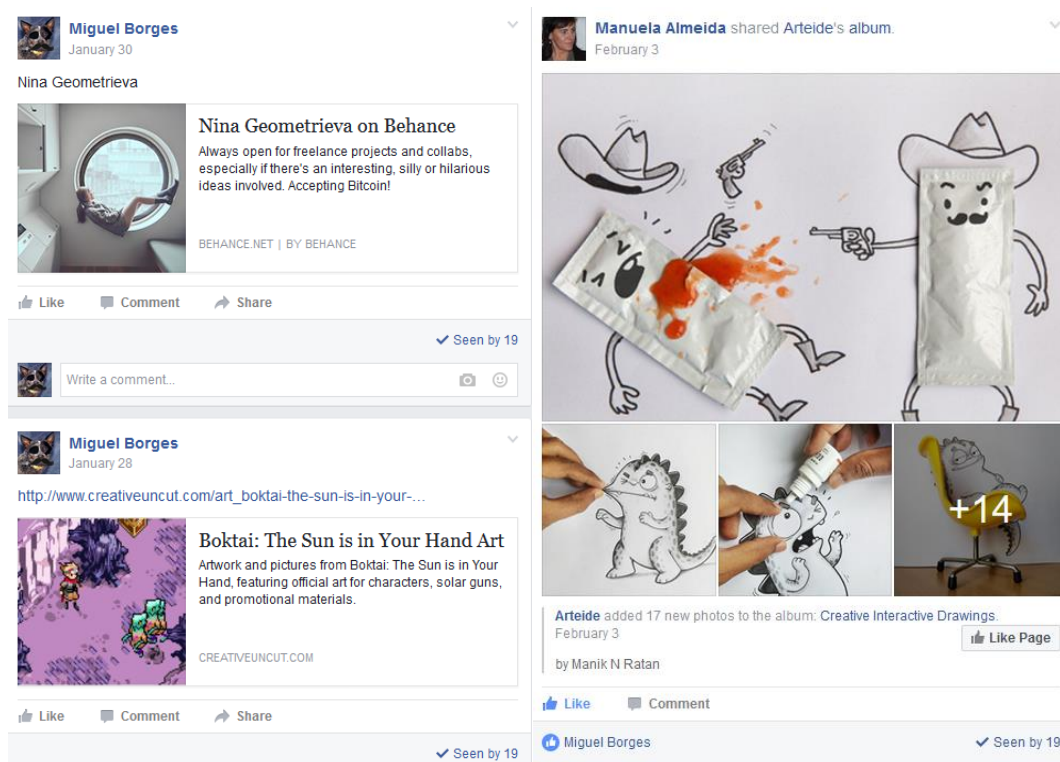 Miguel Borges
January 30
Nina Geometrieva
Nina Geometrieva on Behance
Always open for freelance projects and collabs,
especially if there's an interesting, silly or hilarious
ideas involved. Accepting Bitcoin!
BEHANCE.NET | BY BEHANCE
Like Comment Share
Seen by 19
Write a comment...
Miguel Borges
January 28
http://www.creativeuncut.com/art_boktai-the-sun-is-in-your-...
Boktai: The Sun is in Your Hand Art
Artwork and pictures from Boktai: The Sun is in Your
Hand, featuring official art for characters, solar guns,
and promotional materials.
CREATIVEUNCUT.COM
Like Comment Share
Seen by 19
Manuela Almeida shared Arteide's album.
February 3
+14
Arteide added 17 new photos to the album: Creative Interactive Drawings.
February 3
Like Page
by Manik N Ratan
Like Comment
Miguel Borges
Seen by 19